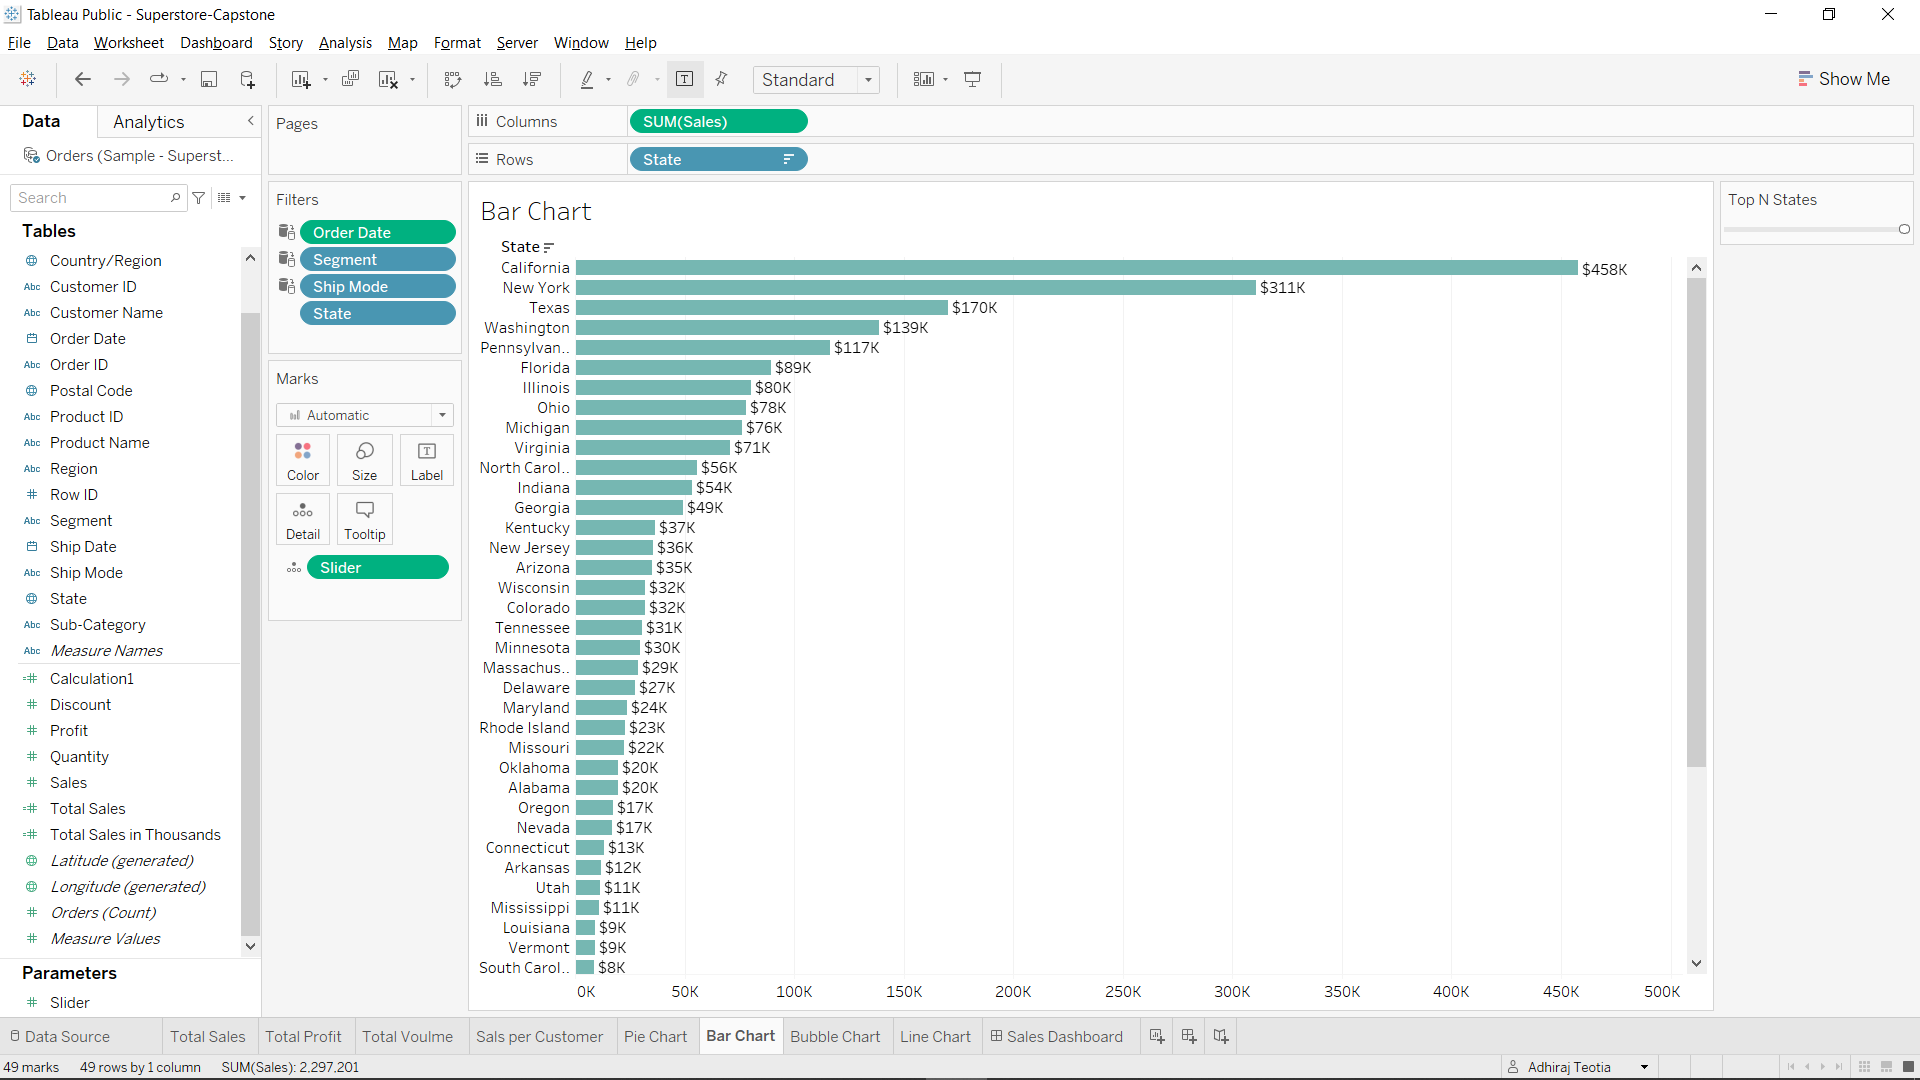 Tableau Public - Superstore-Capstone
File Data Worksheet Dashboard Story Analysis Map Format Server Window Help
Standard
Show Me
Data Analytics
Orders (Sample - Superst...
Search
Tables
Country/Region
Abc Customer ID
Abc Customer Name
Order Date
Abc Order ID
Postal Code
Abc Product ID
Abc Product Name
Abc Region
# Row ID
Abc Segment
Ship Date
Abc Ship Mode
State
Abc Sub-Category
Abc Measure Names
=# Calculation1
# Discount
# Profit
# Quantity
# Sales
=# Total Sales
=# Total Sales in Thousands
Latitude (generated)
Longitude (generated)
# Orders (Count)
# Measure Values
Parameters
# Slider
Pages
Filters
Order Date
Segment
Ship Mode
State
Marks
Automatic
Color Size Label
Detail Tooltip
Slider
Columns SUM(Sales)
Rows State
Bar Chart
State
California $458K
New York $311K
Texas $170K
Washington $139K
Pennsylvan.. $117K
Florida $89K
Illinois $80K
Ohio $78K
Michigan $76K
Virginia $71K
North Carol.. $56K
Indiana $54K
Georgia $49K
Kentucky $37K
New Jersey $36K
Arizona $35K
Wisconsin $32K
Colorado $32K
Tennessee $31K
Minnesota $30K
Massachus.. $29K
Delaware $27K
Maryland $24K
Rhode Island $23K
Missouri $22K
Oklahoma $20K
Alabama $20K
Oregon $17K
Nevada $17K
Connecticut $13K
Arkansas $12K
Utah $11K
Mississippi $11K
Louisiana $9K
Vermont $9K
South Carol.. $8K
0K 50K 100K 150K 200K 250K 300K 350K 400K 450K 500K
Top N States
Data Source Total Sales Total Profit Total Voulme Sals per Customer Pie Chart Bar Chart Bubble Chart Line Chart Sales Dashboard
49 marks 49 rows by 1 column SUM(Sales): 2,297,201 Adhiraj Teotia